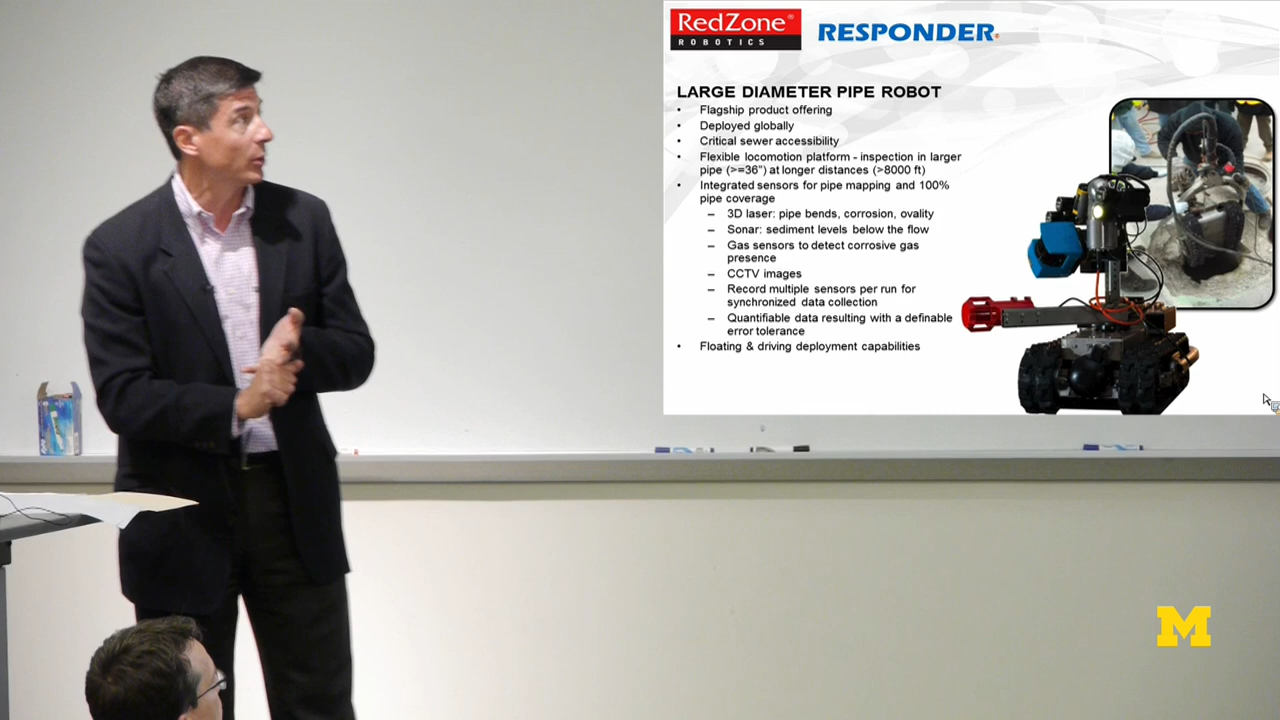 RedZone®
ROBOTICS
RESPONDER
LARGE DIAMETER PIPE ROBOT
• Flagship product offering
• Deployed globally
• Critical sewer accessibility
• Flexible locomotion platform - inspection in larger
pipe (>=36") at longer distances (>8000 ft)
• Integrated sensors for pipe mapping and 100%
pipe coverage
– 3D laser: pipe bends, corrosion, ovality
– Sonar: sediment levels below the flow
– Gas sensors to detect corrosive gas
presence
– CCTV images
– Record multiple sensors per run for
synchronized data collection
– Quantifiable data resulting with a definable
error tolerance
• Floating & driving deployment capabilities
M